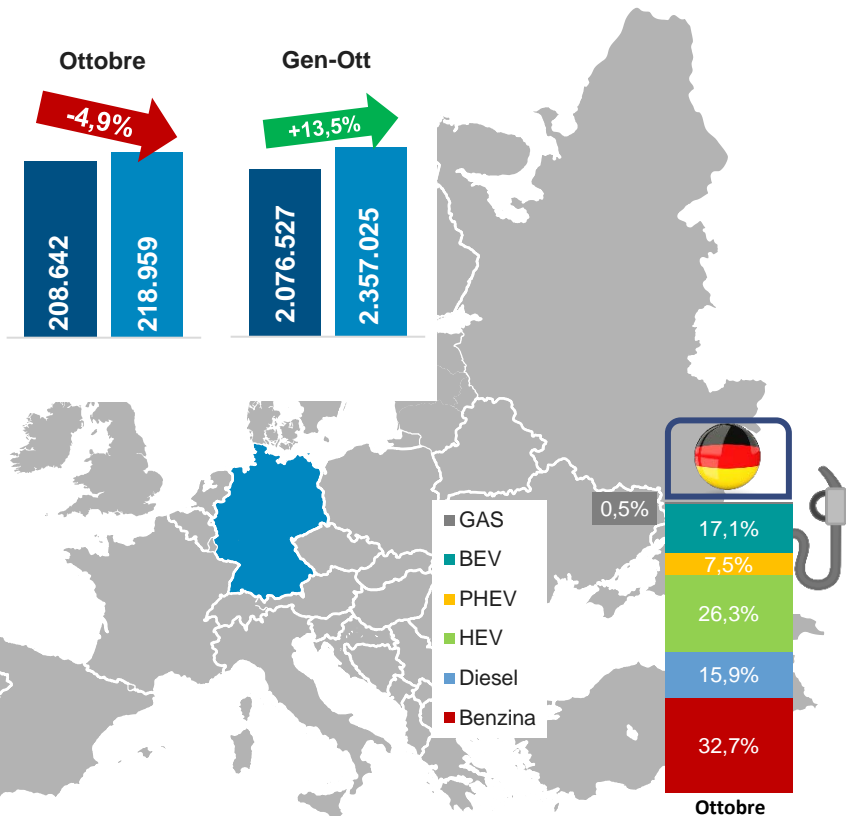 Ottobre
-4,9%
208.642
218.959
Gen-Ott
+13,5%
2.076.527
2.357.025
GAS
BEV
PHEV
HEV
Diesel
Benzina
0,5%
17,1%
7,5%
26,3%
15,9%
32,7%
Ottobre